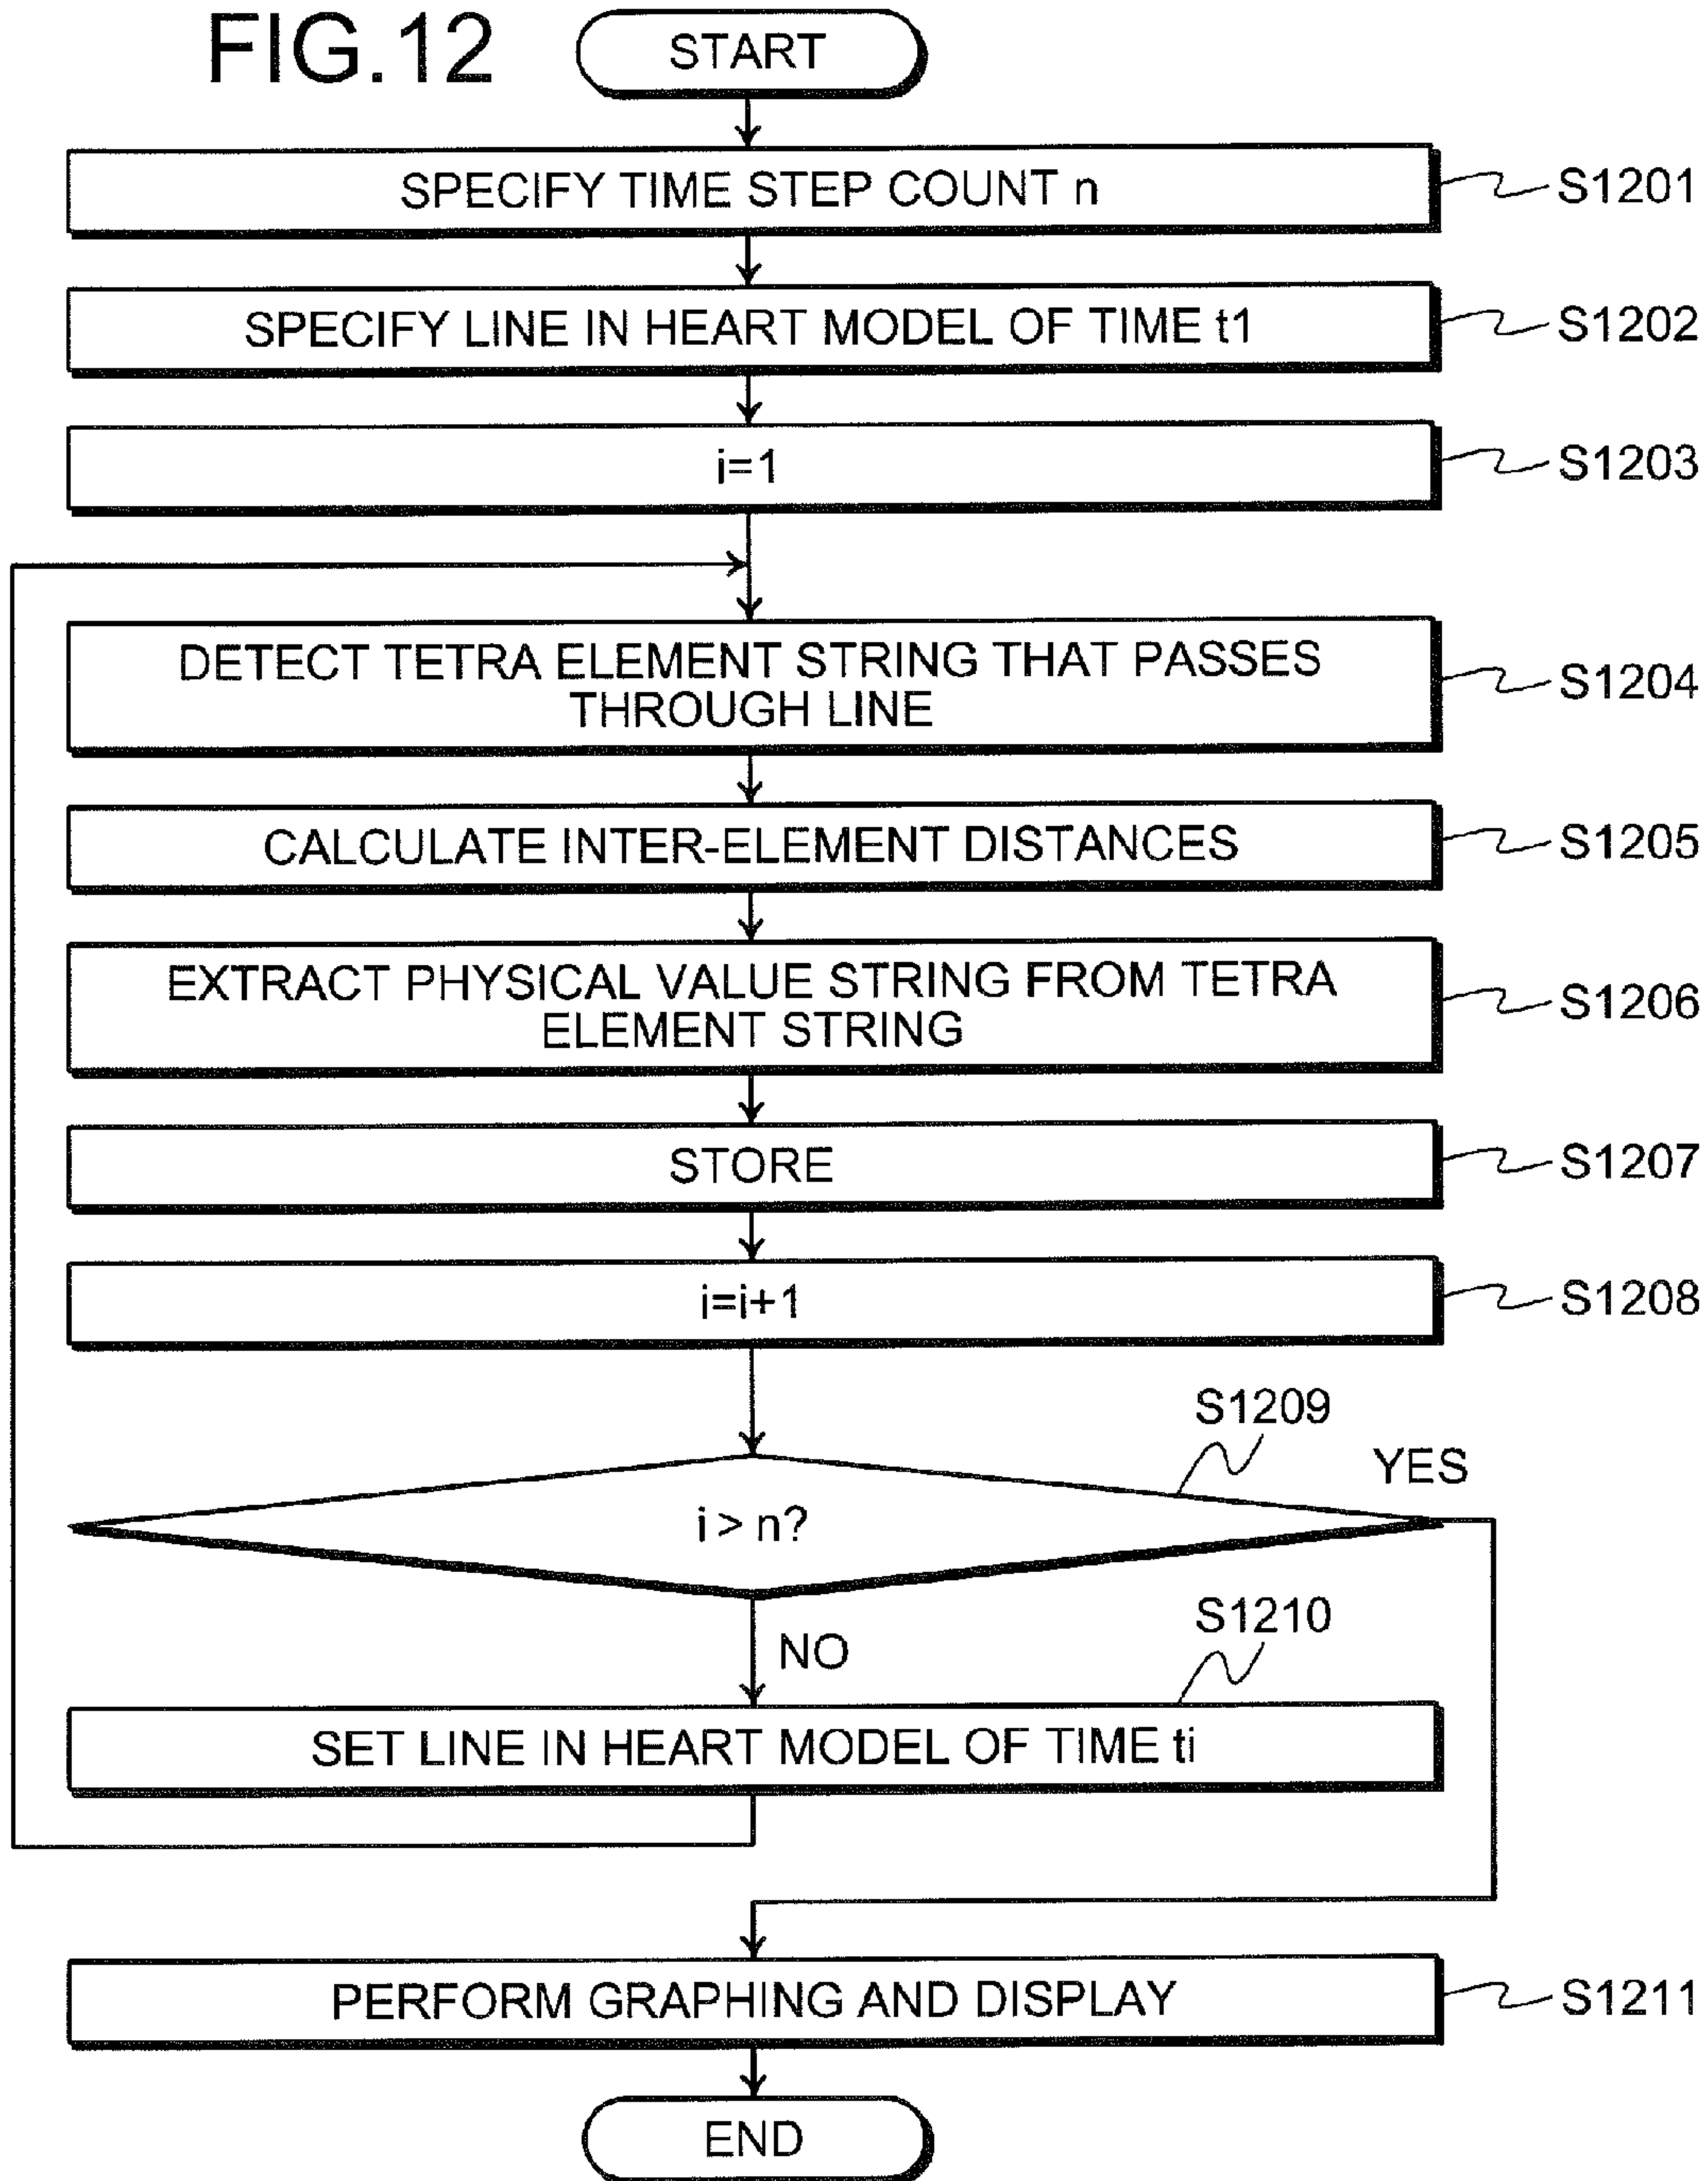 FIG.12
START
SPECIFY TIME STEP COUNT n
S1201
SPECIFY LINE IN HEART MODEL OF TIME t1
S1202
i=1
S1203
DETECT TETRA ELEMENT STRING THAT PASSES
THROUGH LINE
S1204
CALCULATE INTER-ELEMENT DISTANCES
S1205
EXTRACT PHYSICAL VALUE STRING FROM TETRA
ELEMENT STRING
S1206
STORE
S1207
i=i+1
S1208
S1209
YES
i > n?
NO
S1210
SET LINE IN HEART MODEL OF TIME ti
PERFORM GRAPHING AND DISPLAY
S1211
END